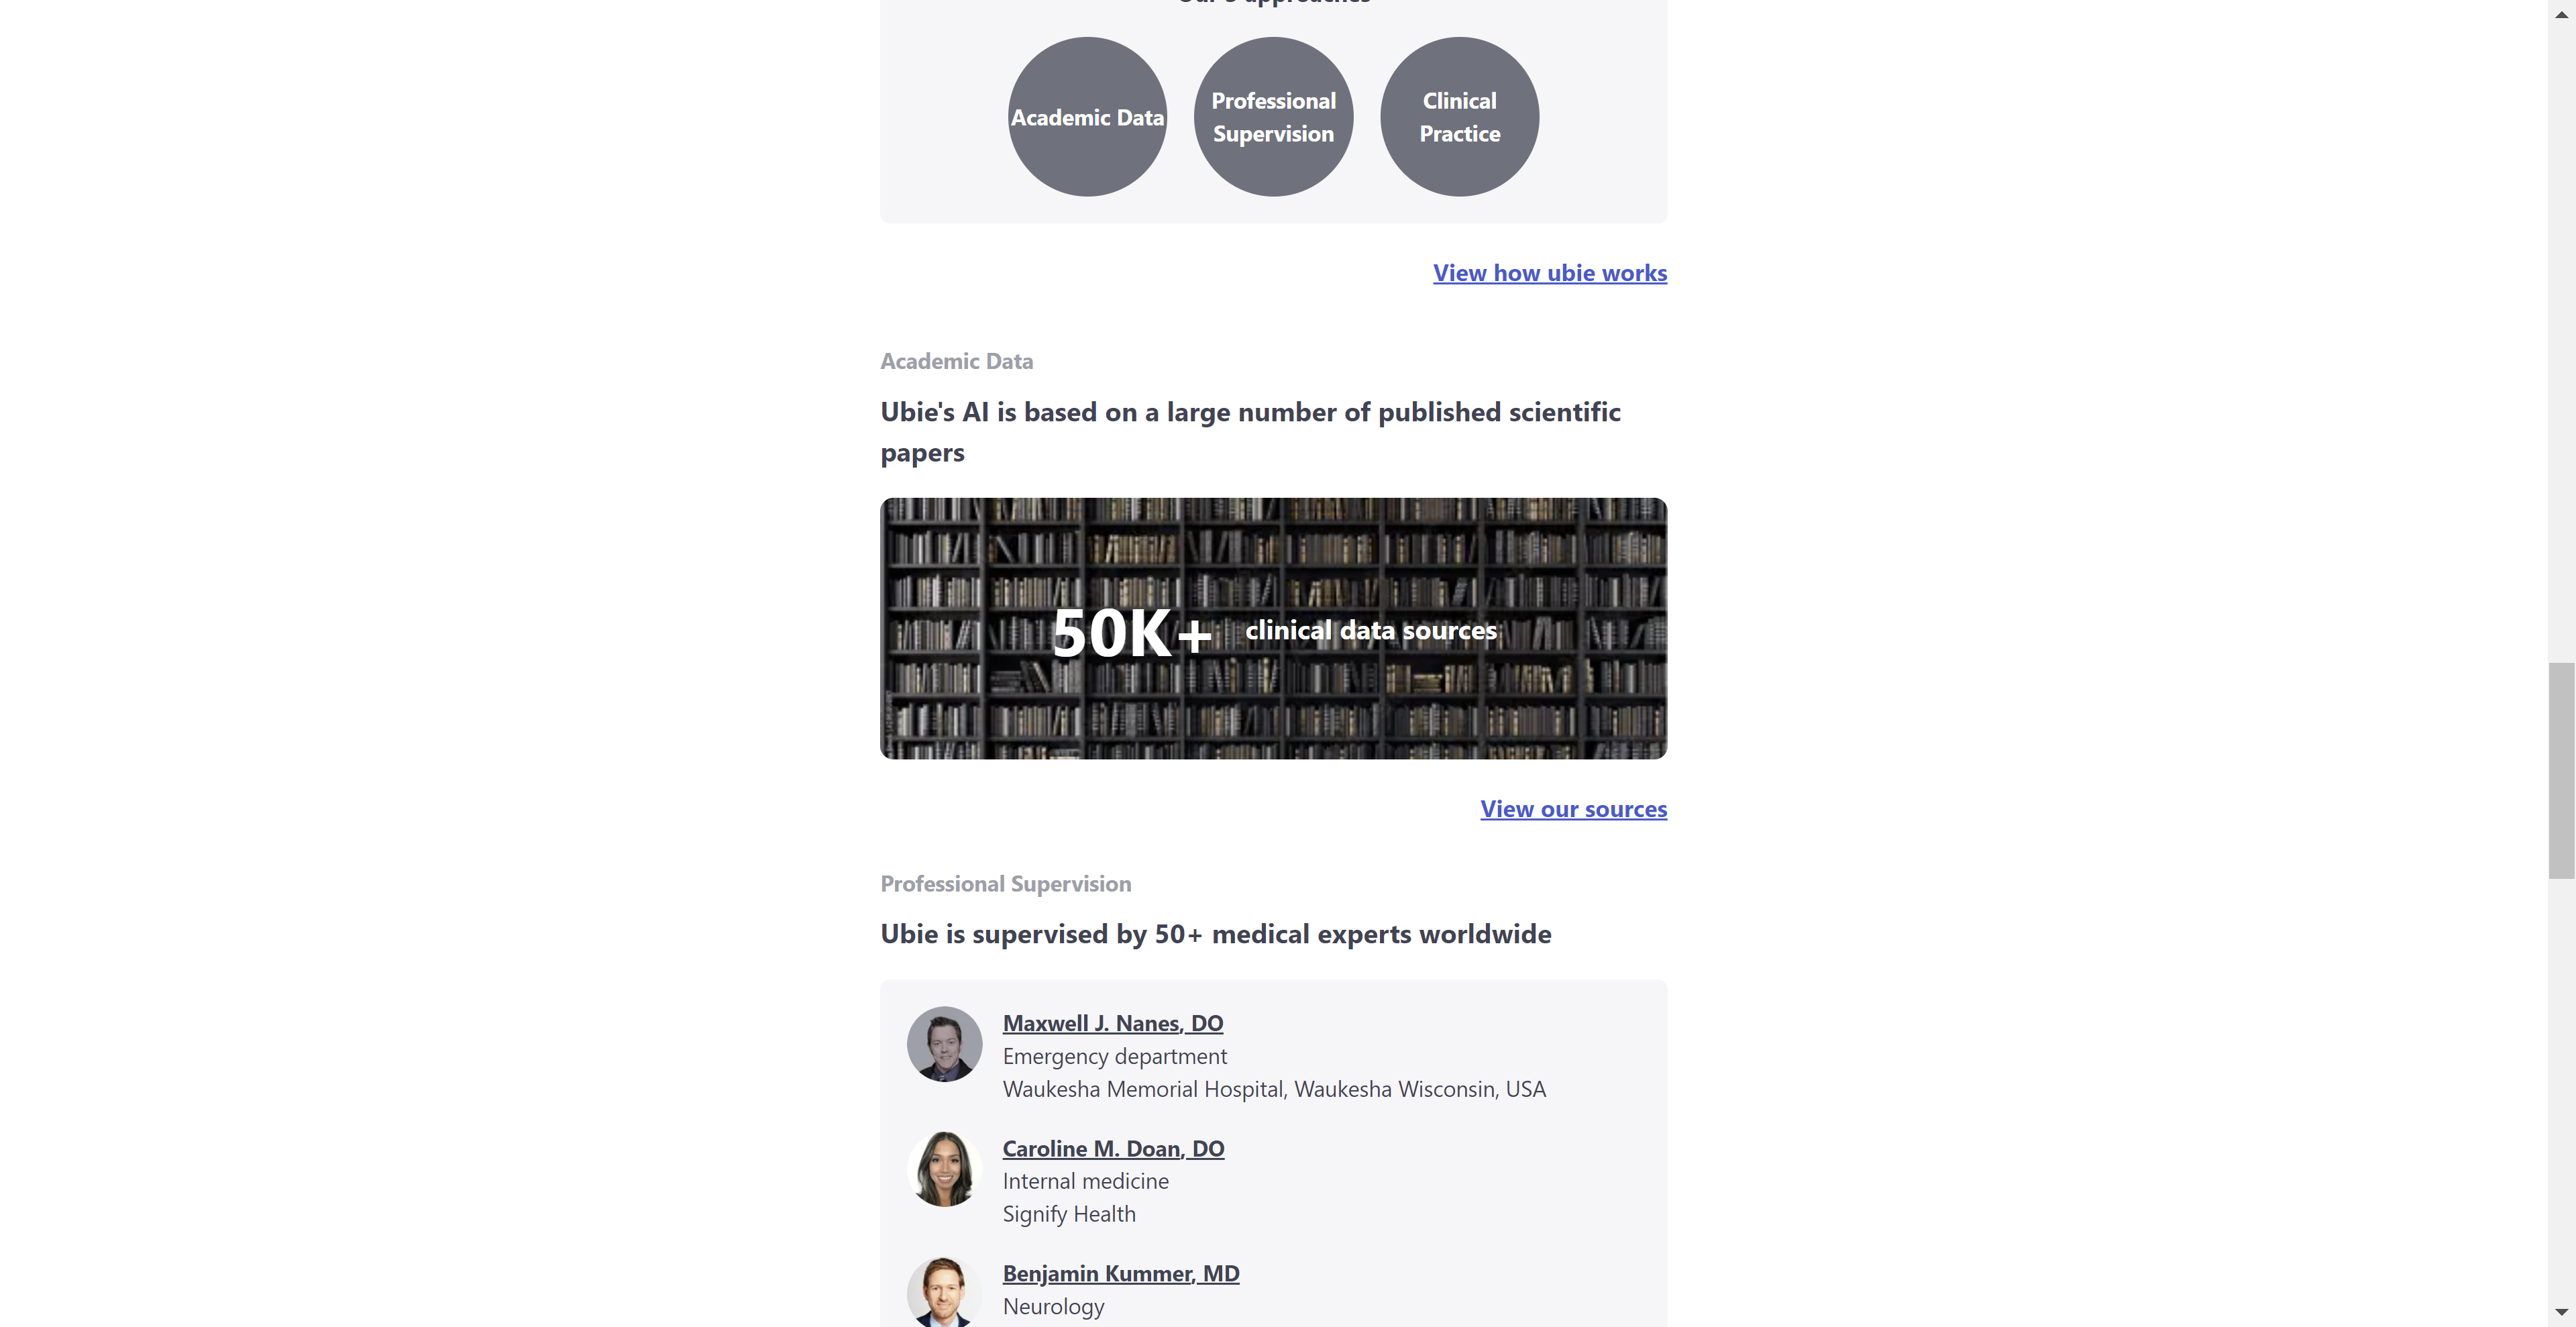 Our 3 approaches
Academic Data
Professional
Supervision
Clinical
Practice
View how ubie works
Academic Data
Ubie's AI is based on a large number of published scientific
papers
50K+ clinical data sources
View our sources
Professional Supervision
Ubie is supervised by 50+ medical experts worldwide
Maxwell J. Nanes, DO
Emergency department
Waukesha Memorial Hospital, Waukesha Wisconsin, USA
Caroline M. Doan, DO
Internal medicine
Signify Health
Benjamin Kummer, MD
Neurology